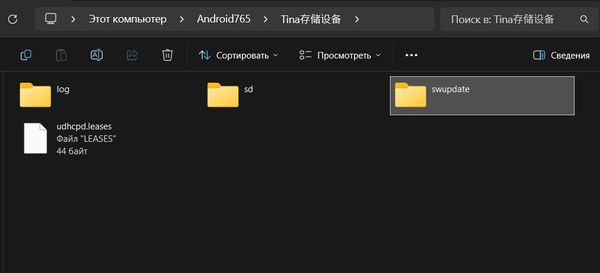 Этот компьютер > Android765 > Tina存储设备 > Поиск в: Tina存储设备
Сортировать Просмотреть ••• Сведения
log sd swupdate
udhcpd.leases
Файл "LEASES"
44 байт